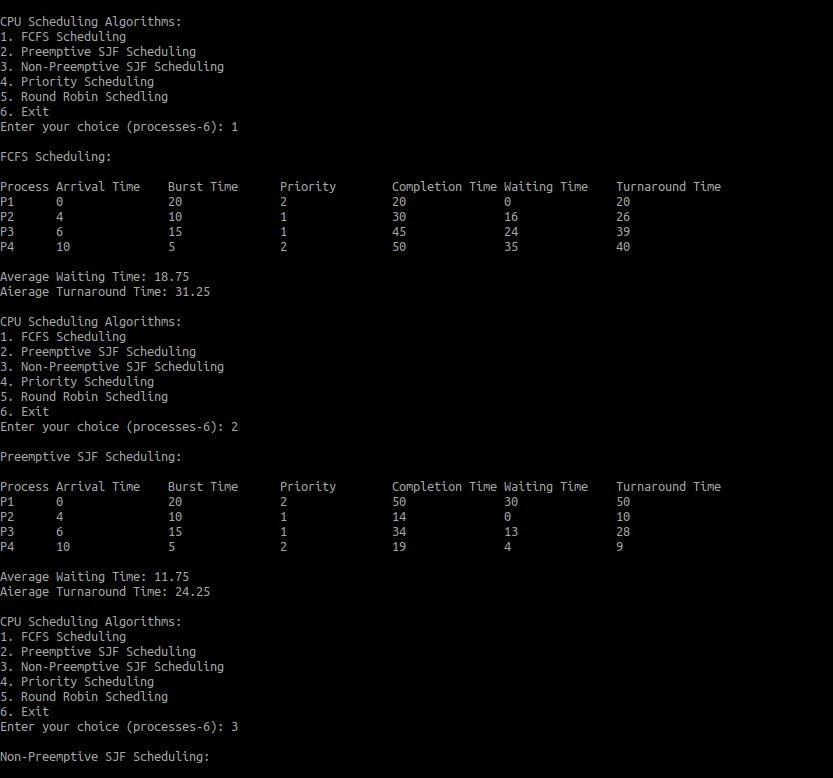 CPU Scheduling Algorithms:
1. FCFS Scheduling
2. Preemptive SJF Scheduling
3. Non-Preemptive SJF Scheduling
4. Priority Scheduling
5. Round Robin Schedling
6. Exit
Enter your choice (processes-6): 1
FCFS Scheduling:
Process Arrival Time Burst Time Priority Completion Time Waiting Time Turnaround Time
P1 0 20 2 20 0 20
P2 4 10 1 30 16 26
P3 6 15 1 45 24 39
P4 10 5 2 50 35 40
Average Waiting Time: 18.75
Aierage Turnaround Time: 31.25
CPU Scheduling Algorithms:
1. FCFS Scheduling
2. Preemptive SJF Scheduling
3. Non-Preemptive SJF Scheduling
4. Priority Scheduling
5. Round Robin Schedling
6. Exit
Enter your choice (processes-6): 2
Preemptive SJF Scheduling:
Process Arrival Time Burst Time Priority Completion Time Waiting Time Turnaround Time
P1 0 20 2 50 30 50
P2 4 10 1 14 0 10
P3 6 15 1 34 13 28
P4 10 5 2 19 4 9
Average Waiting Time: 11.75
Aierage Turnaround Time: 24.25
CPU Scheduling Algorithms:
1. FCFS Scheduling
2. Preemptive SJF Scheduling
3. Non-Preemptive SJF Scheduling
4. Priority Scheduling
5. Round Robin Schedling
6. Exit
Enter your choice (processes-6): 3
Non-Preemptive SJF Scheduling: